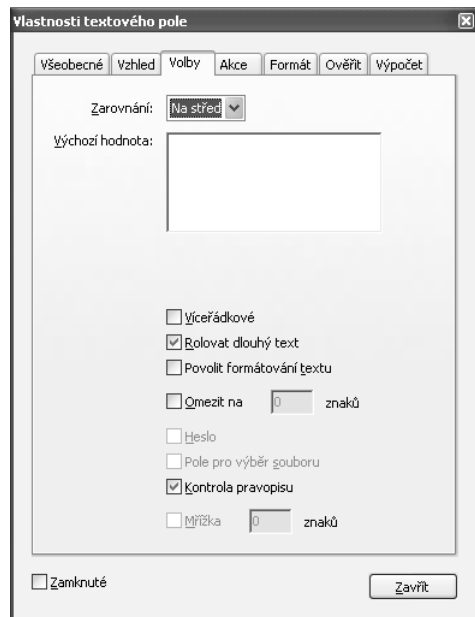 Vlastnosti textového pole
Všeobecné Vzhled Volby Akce Formát Ověřit Výpočet
Zarovnání: Na střed
Výchozí hodnota:
Víceřádkové
Rolovat dlouhý text
Povolit formátování textu
Omezit na 0 znaků
Heslo
Pole pro výběr souboru
Kontrola pravopisu
Mřížka 0 znaků
Zamknuté Zavřít